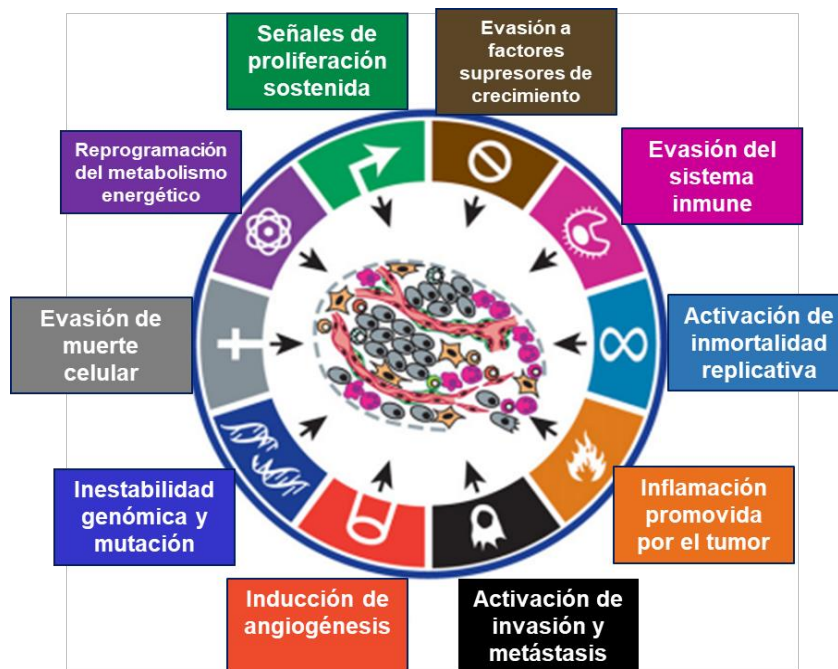 Señales de
proliferación
sostenida
Evasión a
factores
supresores de
crecimiento
Reprogramación
del metabolismo
energético
Evasión del
sistema
inmune
Evasión de
muerte
celular
Activación de
inmortalidad
replicativa
Inestabilidad
genómica y
mutación
Inflamación
promovida
por el tumor
Inducción de
angiogénesis
Activación de
invasión y
metástasis